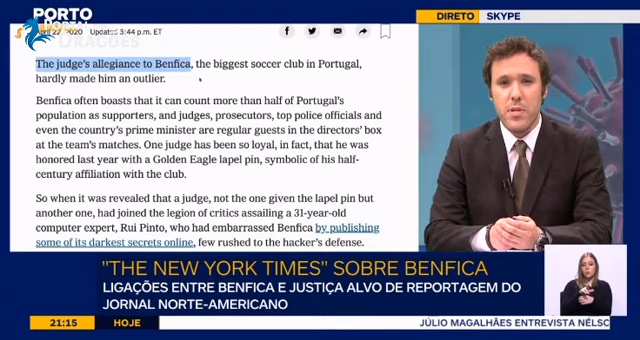 PORTO
DIRETO SKYPE
2020 Updated 3:44 p.m. ET
The judge's allegiance to Benfica, the biggest soccer club in Portugal,
hardly made him an outlier.
Benfica often boasts that it can count more than half of Portugal's
population as supporters, and judges, prosecutors, top police officials and
even the country's prime minister are regular guests in the directors' box
at the team's matches. One judge has been so loyal, in fact, that he was
honored last year with a Golden Eagle lapel pin, symbolic of his half-
century affiliation with the club.
So when it was revealed that a judge, not the one given the lapel pin but
another one, had joined the legion of critics assailing a 31-year-old
computer expert, Rui Pinto, who had embarrassed Benfica by publishing
some of its darkest secrets online, few rushed to the hacker's defense.
"THE NEW YORK TIMES" SOBRE BENFICA
LIGAÇÕES ENTRE BENFICA E JUSTIÇA ALVO DE REPORTAGEM DO
JORNAL NORTE-AMERICANO
21:15 HOJE JÚLIO MAGALHÃES ENTREVISTA NÉLSO